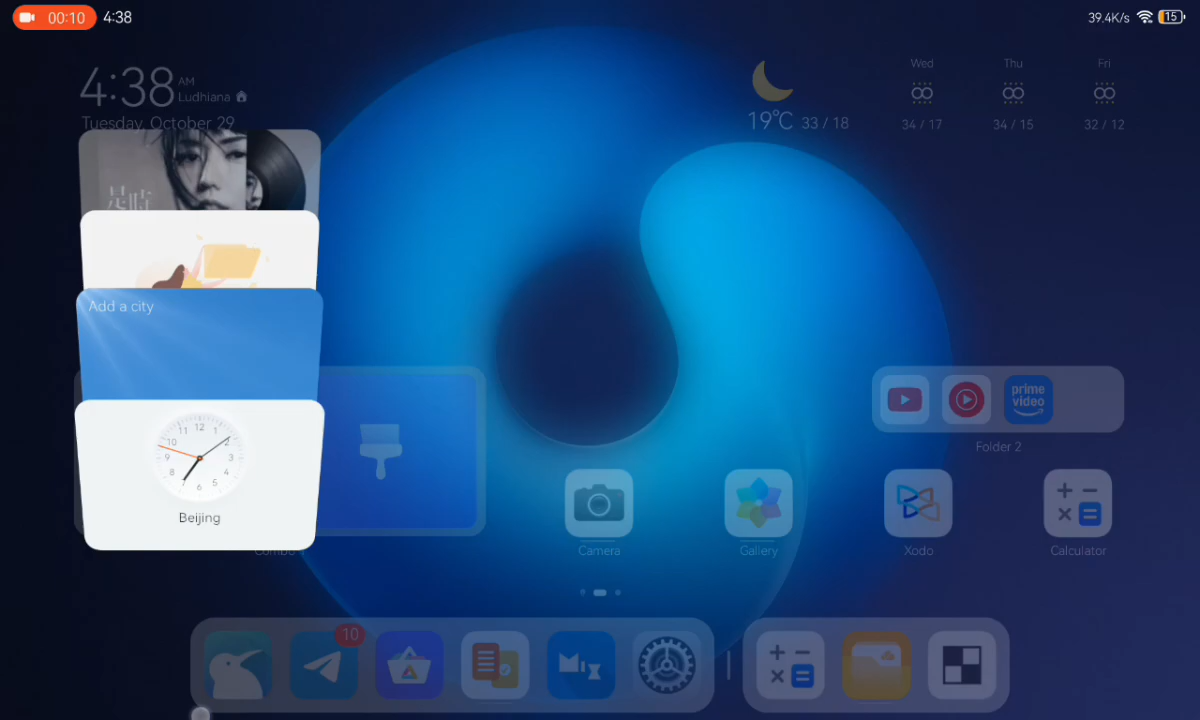 00:10 4:38
39.4K/s 15
4:38 AM
Ludhiana
Tuesday, October 29
19℃ 33 / 18
Wed Thu Fri
34 / 17 34 / 15 32 / 12
是時
Add a city
12
11 1
10 2
9 3
8 4
5
6
Beijing
Combo
prime
video
Folder 2
Camera Gallery Xodo Calculator
10